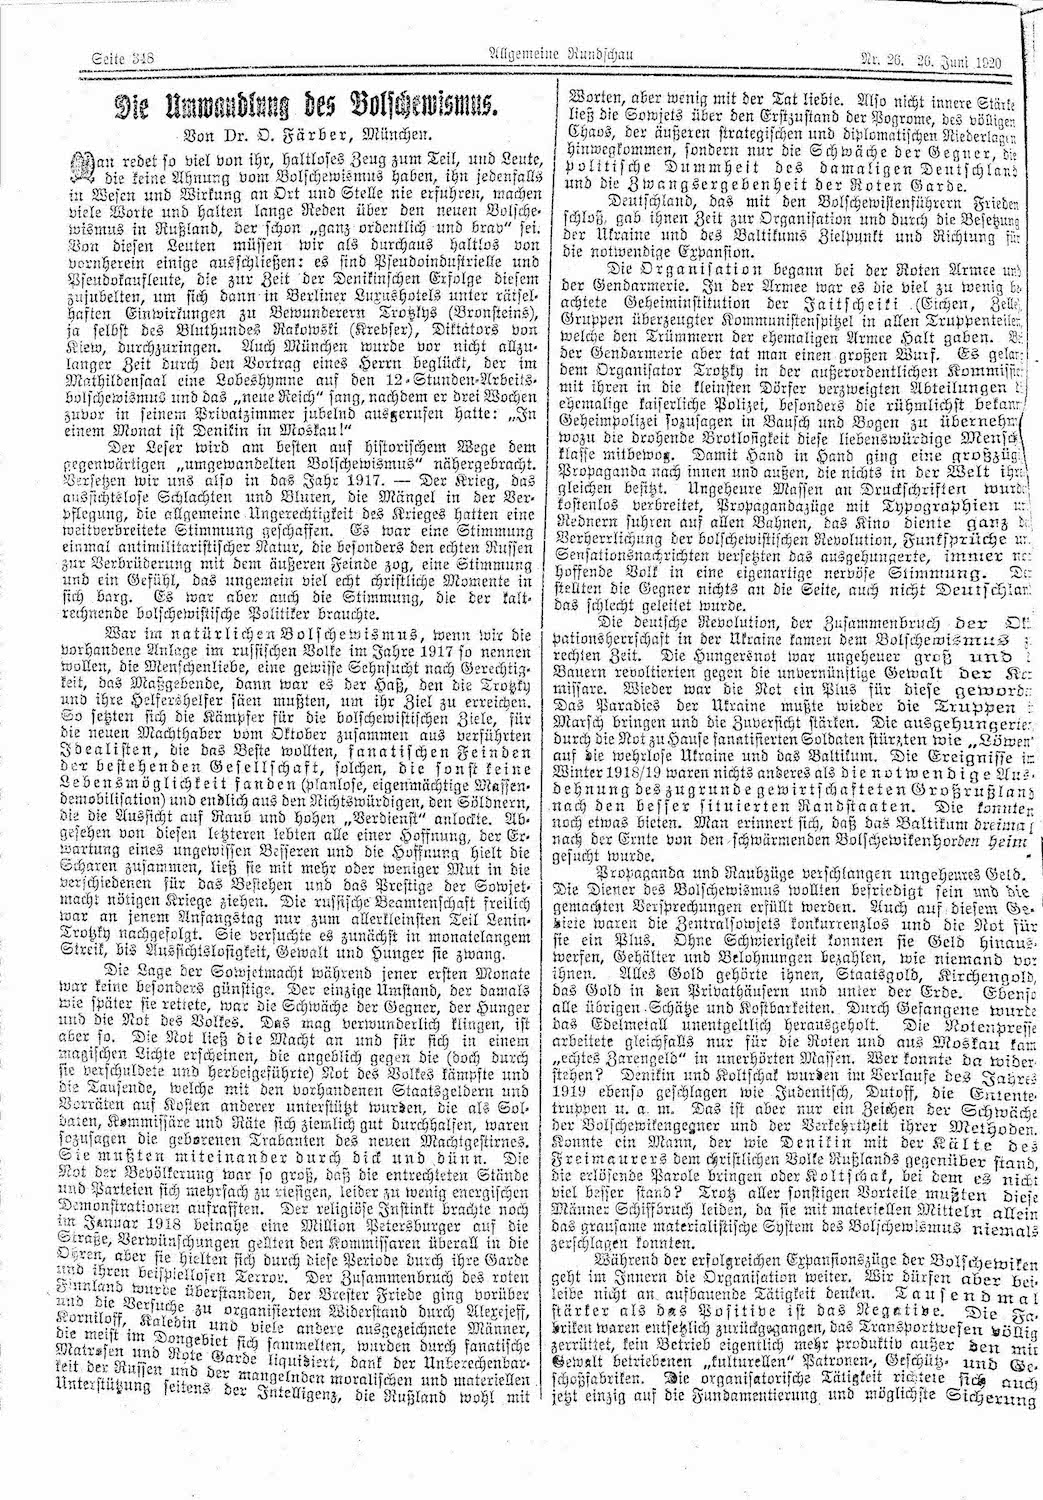 Seite 348
Allgemeine Rundschau
Nr. 26. 26. Juni 1920
Die Umwandlung des Bolschewismus.
Von Dr. O. Färber, München.
Man redet so viel von ihr, haltloses Zeug zum Teil, und Leute,
die keine Ahnung vom Bolschewismus haben, ihn jedenfalls
in Wesen und Wirkung an Ort und Stelle nie erfuhren, machen
viele Worte und halten lange Reden über den neuen Bolsche-
wismus in Rußland, der schon „ganz ordentlich und brav“ sei.
Von diesen Leuten müssen wir als durchaus haltlos von
vornherein einige ausschließen: es sind Pseudoindustrielle und
Pseudokaufleute, die zur Zeit der Denikinschen Erfolge diesem
zujubelten, um sich dann in Berliner Luxushotels unter rätsel-
haften Einwirkungen zu Bewunderern Trotzkys (Bronsteins),
ja selbst des Bluthundes Rakowski (Krebser), Diktators von
Kiew, durchzuringen. Auch München wurde vor nicht allzu-
langer Zeit durch den Vortrag eines Herrn beglückt, der im
Mathildensaal eine Lobeshymne auf den 12-Stunden-Arbeits-
bolschewismus und das „neue Reich“ sang, nachdem er drei Wochen
zuvor in seinem Privatzimmer jubelnd ausgerufen hatte: „In
einem Monat ist Denikin in Moskau!“
Der Leser wird am besten auf historischem Wege dem
gegenwärtigen „umgewandelten Bolschewismus“ nähergebracht.
Versetzen wir uns also in das Jahr 1917. — Der Krieg, das
aussichtslose Schlachten und Bluten, die Mängel in der Ver-
pflegung, die allgemeine Ungerechtigkeit des Krieges hatten eine
weitverbreitete Stimmung geschaffen. Es war eine Stimmung
einmal antimilitaristischer Natur, die besonders den echten Russen
zur Verbrüderung mit dem äußeren Feinde zog, eine Stimmung
und ein Gefühl, das ungemein viel echt christliche Momente in
sich barg. Es war aber auch die Stimmung, die der kalt-
rechnende bolschewistische Politiker brauchte.
War im natürlichen Bolschewismus, wenn wir die
vorhandene Anlage im russischen Volke im Jahre 1917 so nennen
wollen, die Menschenliebe, eine gewisse Sehnsucht nach Gerechtig-
keit, das Maßgebende, dann war es der Haß, den die Trotzky
und ihre Helfershelfer säen mußten, um ihr Ziel zu erreichen.
So setzten sich die Kämpfer für die bolschewistischen Ziele, für
die neuen Machthaber vom Oktober zusammen aus verführten
Idealisten, die das Beste wollten, fanatischen Feinden
der bestehenden Gesellschaft, solchen, die sonst keine
Lebensmöglichkeit fanden (planlose, eigenmächtige Massen-
demobilisation) und endlich aus den Nichtswürdigen, den Söldnern,
die die Aussicht auf Raub und hohen „Verdienst“ anlockte. Ab-
gesehen von diesen letzteren lebten alle einer Hoffnung, der Er-
wartung eines ungewissen Besseren und die Hoffnung hielt die
Scharen zusammen, ließ sie mit mehr oder weniger Mut in die
verschiedenen für das Bestehen und das Prestige der Sowjet-
macht nötigen Kriege ziehen. Die russische Beamtenschaft freilich
war an jenem Anfangstag nur zum allerkleinsten Teil Lenin-
Trotzky nachgefolgt. Sie versuchte es zunächst in monatelangem
Streik, bis Aussichtslosigkeit, Gewalt und Hunger sie zwang.
Die Lage der Sowjetmacht während jener ersten Monate
war keine besonders günstige. Der einzige Umstand, der damals
wie später sie rettete, war die Schwäche der Gegner, der Hunger
und die Not des Volkes. Das mag verwunderlich klingen, ist
aber so. Die Not ließ die Macht an und für sich in einem
magischen Lichte erscheinen, die angeblich gegen die (doch durch
sie verschuldete und herbeigeführte) Not des Volkes kämpfte und
die Tausende, welche mit den vorhandenen Staatsgeldern und
Vorräten auf Kosten anderer unterstützt wurden, die als Sol-
daten, Kommissäre und Räte sich ziemlich gut durchhalfen, waren
sozusagen die geborenen Trabanten des neuen Machtgestirnes.
Sie mußten miteinander durch dick und dünn. Die
Not der Bevölkerung war so groß, daß die entrechteten Stände
und Parteien sich mehrfach zu riesigen, leider zu wenig energischen
Demonstrationen aufrafften. Der religiöse Instinkt brachte noch
im Januar 1918 beinahe eine Million Petersburger auf die
Straße, Verwünschungen gellten den Kommissaren überall in die
Ohren, aber sie hielten sich durch diese Periode durch ihre Garde
und ihren beispiellosen Terror. Der Zusammenbruch des roten
Finnland wurde überstanden, der Brester Friede ging vorüber
und die Versuche zu organisiertem Widerstand durch Alexejeff,
Korniloff, Kaledin und viele andere ausgezeichnete Männer,
die meist im Dongebiet sich sammelten, wurden durch fanatische
Matrosen und Rote Garde liquidiert, dank der Unberechenbar-
keit der Russen und der mangelnden moralischen und materiellen
Unterstützung seitens der Intelligenz, die Rußland wohl mit
Worten, aber wenig mit der Tat liebte. Also nicht innere Stärke
ließ die Sowjets über den Erstzustand der Pogrome, des völligen
Chaos, der äußeren strategischen und diplomatischen Niederlagen
hinwegkommen, sondern nur die Schwäche der Gegner, die
politische Dummheit des damaligen Deutschland
und die Zwangsergebenheit der Roten Garde.
Deutschland, das mit den Bolschewistenführern Frieden
schloß, gab ihnen Zeit zur Organisation und durch die Besetzung
der Ukraine und des Baltikums Zielpunkt und Richtung für
die notwendige Expansion.
Die Organisation begann bei der Roten Armee und
der Gendarmerie. In der Armee war es die viel zu wenig be
achtete Geheiminstitution der Jaitscheiki (Eichen, Zelle,
Gruppen überzeugter Kommunistenspitzel in allen Truppenteilen,
welche den Trümmern der ehemaligen Armee Halt gaben.
der Gendarmerie aber tat man einen großen Wurf. Es gelang
dem Organisator Trotzky in der außerordentlichen Kommissi
mit ihren in die kleinsten Dörfer verzweigten Abteilungen
ehemalige kaiserliche Polizei, besonders die rühmlichst bekan
Geheimpolizei sozusagen in Bausch und Bogen zu übernehm
wozu die drohende Brotlosigkeit diese liebenswürdige Mensch
klasse mitbewog. Damit Hand in Hand ging eine großzüg
Propaganda nach innen und außen, die nichts in der Welt ihr
gleichen besitzt. Ungeheure Massen an Druckschriften wurd
kostenlos verbreitet, Propagandazüge mit Typographien
Rednern fuhren auf allen Bahnen, das Kino diente ganz
Verherrlichung der bolschewistischen Revolution, Funksprüche
Sensationsnachrichten versetzten das ausgehungerte, immer no
hoffende Volk in eine eigenartige nervöse Stimmung.
stellten die Gegner nichts an die Seite, auch nicht Deutschlan
das schlecht geleitet wurde.
Die deutsche Revolution, der Zusammenbruch der Ok
pationsherrschaft in der Ukraine kamen dem Bolschewismus z
rechten Zeit. Die Hungersnot war ungeheuer groß und
Bauern revoltierten gegen die unvernünstige Gewalt der Ko
missare. Wieder war die Not ein Plus für diese geword
Das Paradies der Ukraine mußte wieder die Truppen
Marsch bringen und die Zuversicht stärken. Die ausgehungerte
durch die Not zu Hause fanatisierten Soldaten stürzten wie „Löwen“
auf die wehrlose Ukraine und das Baltikum. Die Ereignisse im
Winter 1918/19 waren nichts anderes als die notwendige Aus-
dehnung des zugrunde gewirtschafteten Großrußland
nach den besser situierten Randstaaten. Die konnten
noch etwas bieten. Man erinnert sich, daß das Baltikum dreimal
nach der Ernte von den schwärmenden Bolschewikenhorden heim
gesucht wurde.
Propaganda und Raubzüge verschlangen ungeheures Geld.
Die Diener des Bolschewismus wollten befriedigt sein und die
gemachten Versprechungen erfüllt werden. Auch auf diesem Ge-
biete waren die Zentralsowjets konkurrenzlos und die Not für
sie ein Plus. Ohne Schwierigkeit konnten sie Geld hinaus-
werfen, Gehälter und Belohnungen bezahlen, wie niemand vor
ihnen. Alles Gold gehörte ihnen, Staatsgold, Kirchengold,
das Gold in den Privathäusern und unter der Erde. Ebenso
alle übrigen Schätze und Kostbarkeiten. Durch Gefangene wurde
das Edelmetall unentgeltlich herausgeholt. Die Notenpresse
arbeitete gleichfalls nur für die Roten und aus Moskau kam
„echtes Zarengeld“ in unerhörten Massen. Wer konnte da wider-
stehen? Denikin und Koltschak wurden im Verlaufe des Jahres
1919 ebenso geschlagen wie Judenitsch, Dutoff, die Entente-
truppen u. a. m. Das ist aber nur ein Zeichen der Schwäche
der Bolschewikengegner und der Verkehrtheit ihrer Methoden.
Konnte ein Mann, der wie Denikin mit der Kälte des
Freimaurers dem christlichen Volke Rußlands gegenüber stand,
die erlösende Parole bringen oder Koltschak, bei dem es nicht
viel besser stand? Trotz aller sonstigen Vorteile mußten diese
Männer Schiffbruch leiden, da sie mit materiellen Mitteln allein
das grausame materialistische System des Bolschewismus niemals
zerschlagen konnten.
Während der erfolgreichen Expansionszüge der Bolschewiken
geht im Innern die Organisation weiter. Wir dürfen aber bei-
leibe nicht an aufbauende Tätigkeit denken. Tausendmal
stärker als das Positive ist das Negative. Die Fa-
briken waren entsetzlich zurückgegangen, das Transportwesen völlig
zerrüttet, kein Betrieb eigentlich mehr produktiv außer den mit
Gewalt betriebenen „kulturellen“ Patronen-, Geschütz- und Ge-
schoßfabriken. Die organisatorische Tätigkeit richtete sich auch
jetzt einzig auf die Fundamentierung und möglichste Sicherung